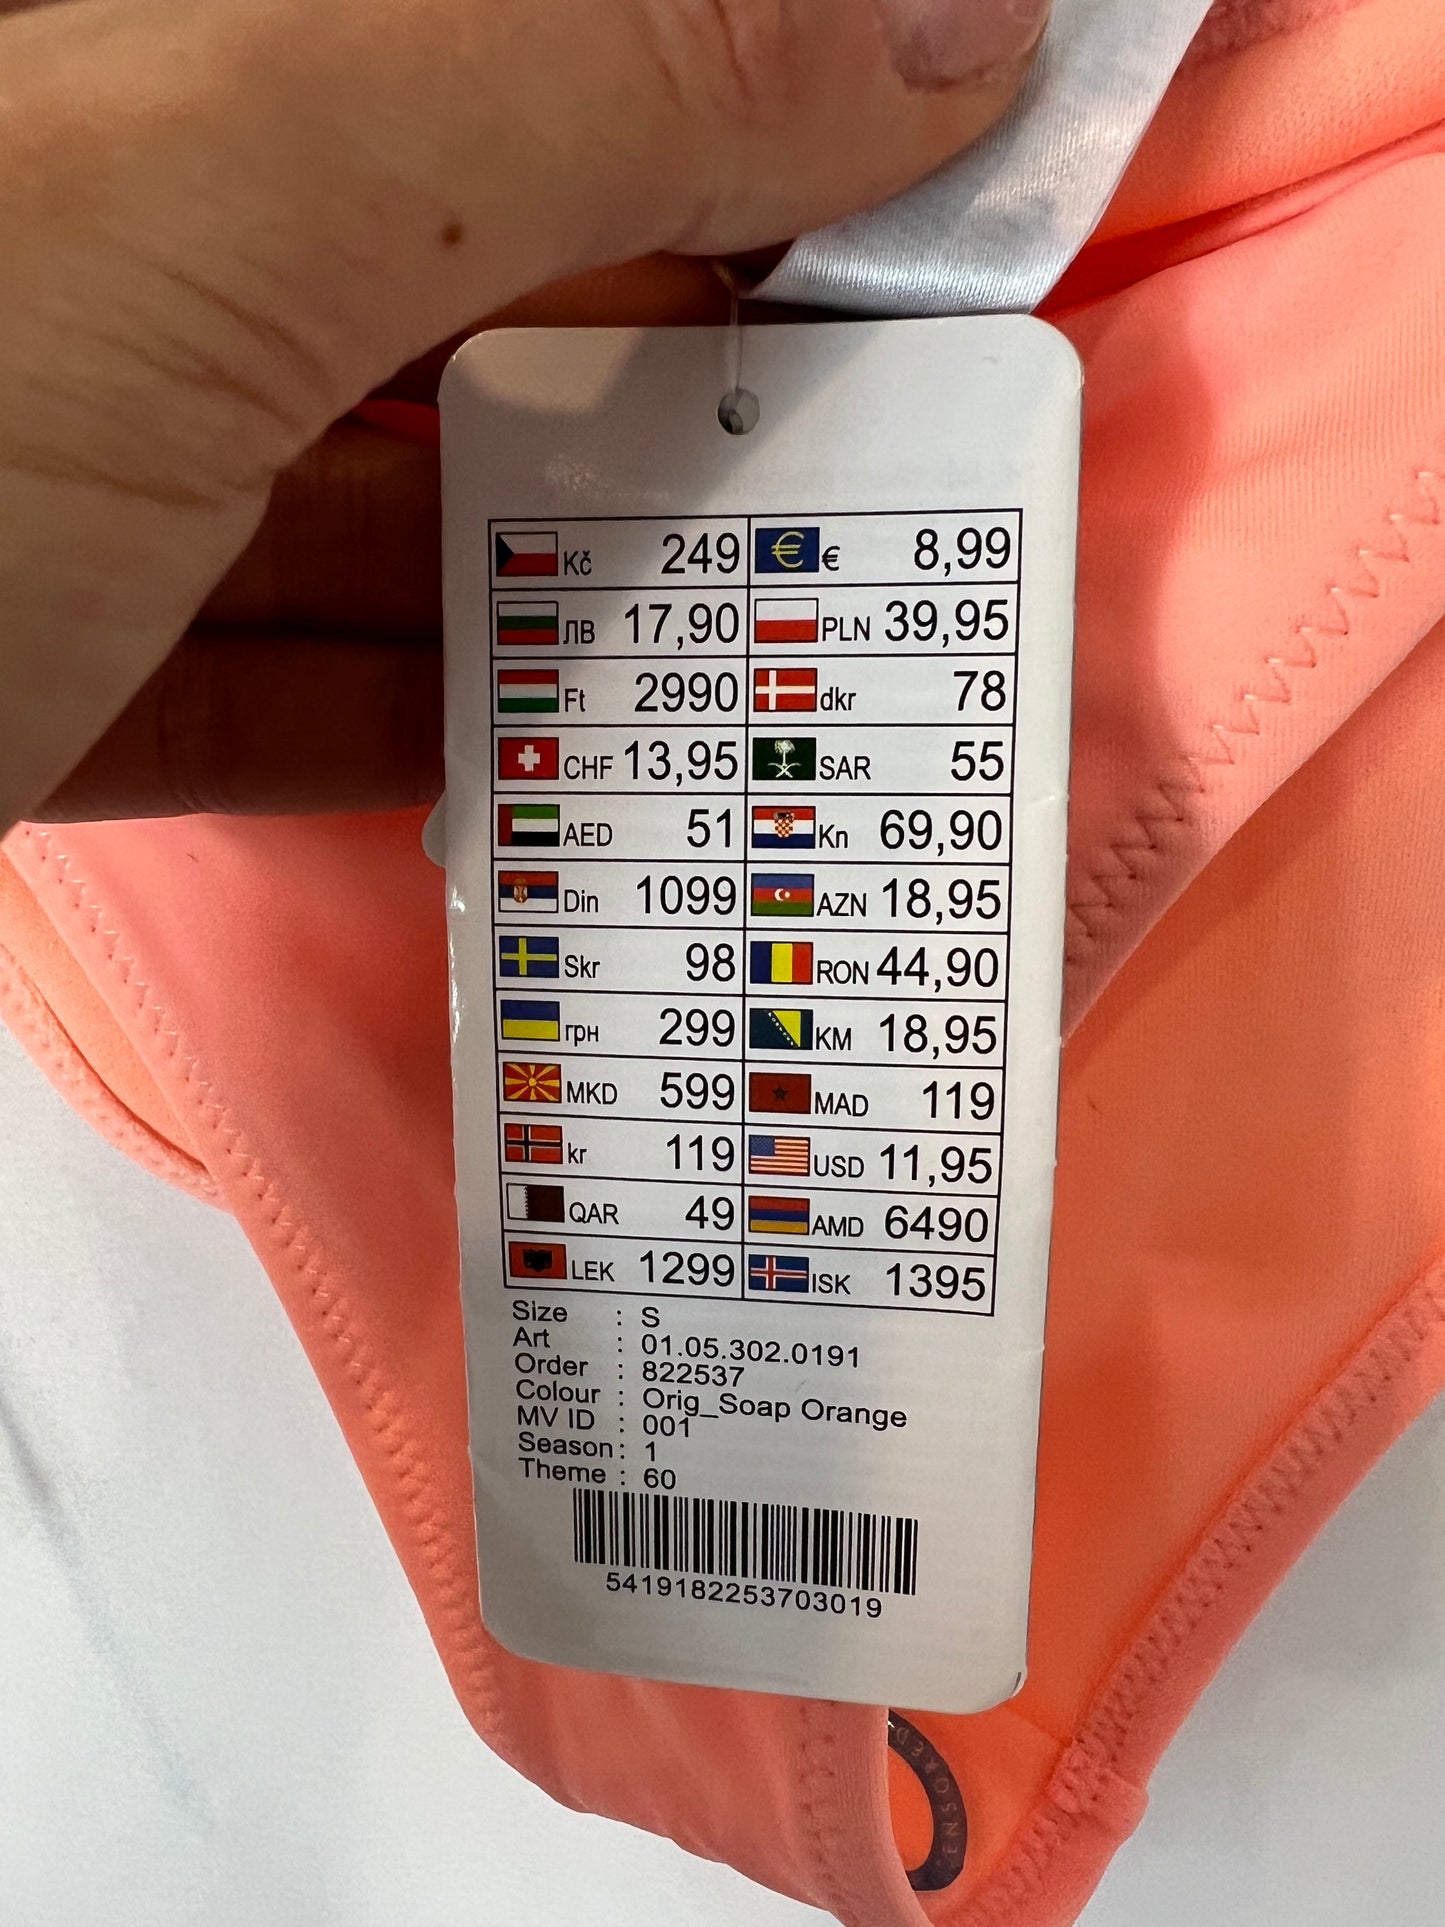 Kč 249 € € 8,99
ЛВ 17,90 PLN 39,95
Ft 2990 dkr 78
CHF 13,95 SAR 55
AED 51 Kn 69,90
Din 1099 AZN 18,95
Skr 98 RON 44,90
грн 299 KM 18,95
MKD 599 MAD 119
kr 119 USD 11,95
QAR 49 AMD 6490
LEK 1299 ISK 1395
Size : S
Art : 01.05.302.0191
Order : 822537
Colour : Orig_Soap Orange
MV ID : 001
Season : 1
Theme : 60
5419182253703019